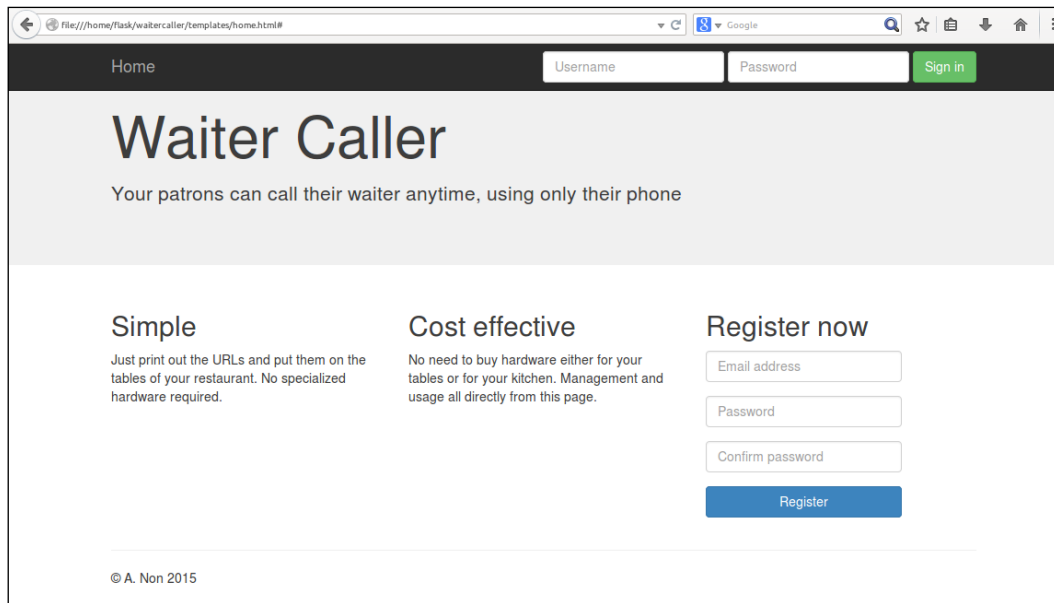 file:///home/flask/waitercaller/templates/home.html#
Google
Home
Username
Password
Sign in
Waiter Caller
Your patrons can call their waiter anytime, using only their phone
Simple
Just print out the URLs and put them on the
tables of your restaurant. No specialized
hardware required.
Cost effective
No need to buy hardware either for your
tables or for your kitchen. Management and
usage all directly from this page.
Register now
Email address
Password
Confirm password
Register
© A. Non 2015